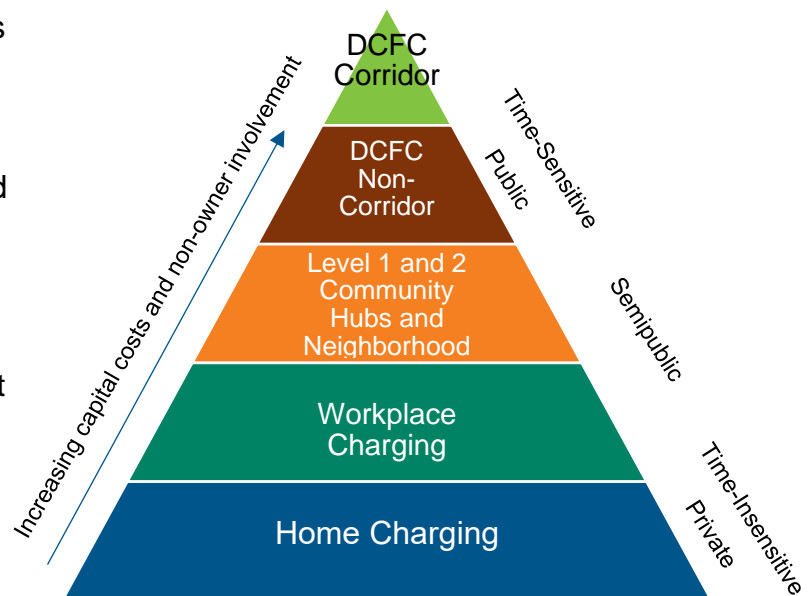 s
d
t
Increasing capital costs and non-owner involvement
DCFC
Corridor
DCFC
Non-
Corridor
Level 1 and 2
Community
Hubs and
Neighborhood
Workplace
Charging
Home Charging
Time-Sensitive
Public
Semipublic
Time-Insensitive
Private